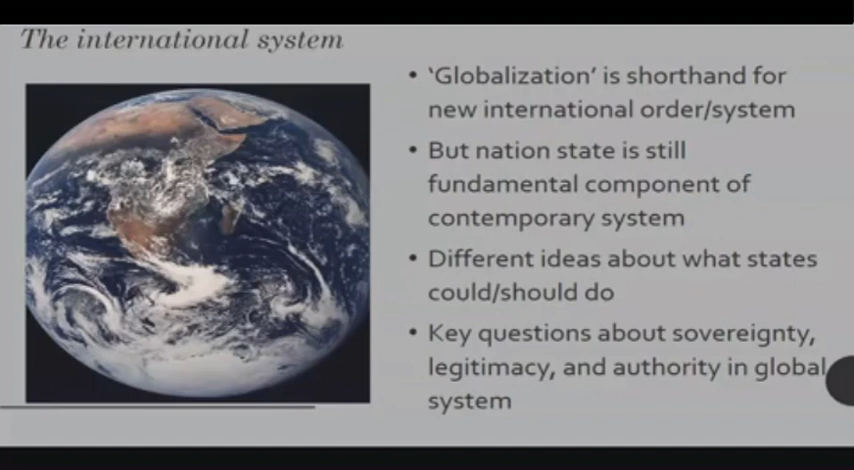 The international system
• ‘Globalization’ is shorthand for
new international order/system
• But nation state is still
fundamental component of
contemporary system
• Different ideas about what states
could/should do
• Key questions about sovereignty,
legitimacy, and authority in global
system